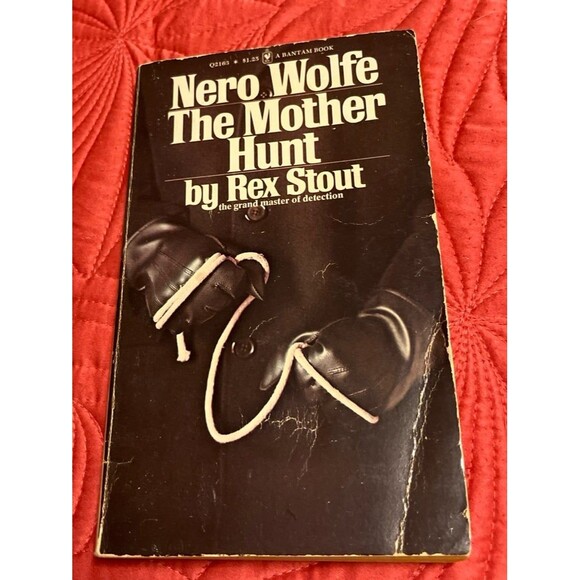 Q2163 * $1.25 A BANTAM BOOK
Nero Wolfe
The Mother
Hunt
by Rex Stout
the grand master of detection